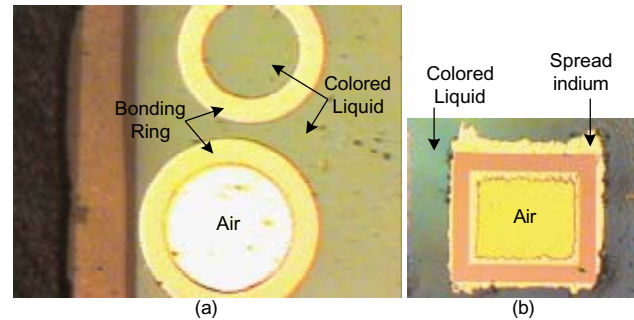 Bonding
Ring
Colored
Liquid
Air
(a)
Colored
Liquid
Spread
indium
Air
(b)